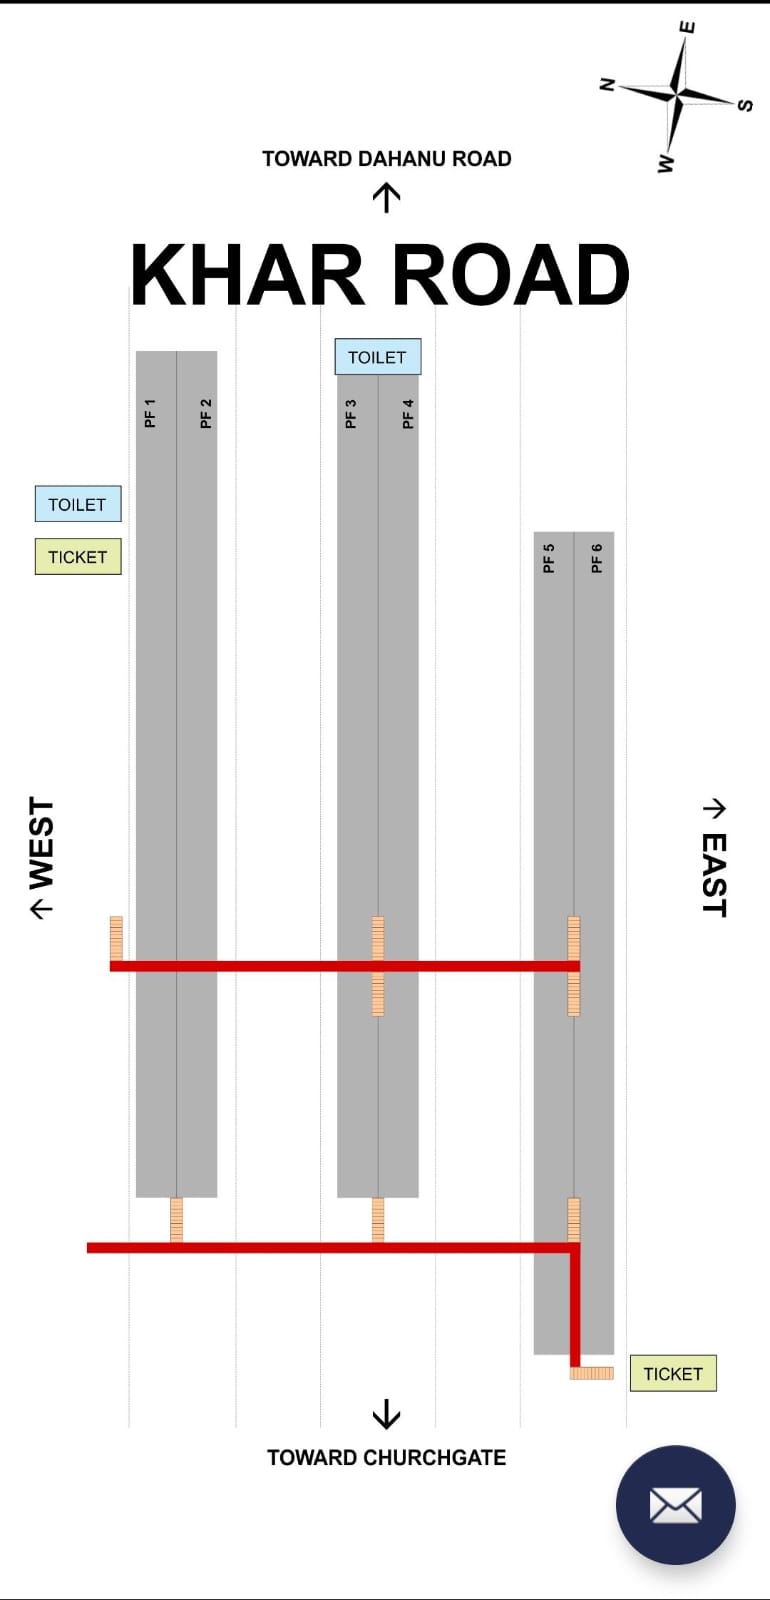 E
N
S
W
TOWARD DAHANU ROAD
↑
KHAR ROAD
TOILET
PF 1
PF 2
PF 3
PF 4
TOILET
TICKET
PF 5
PF 6
↑ WEST
→ EAST
TICKET
↓
TOWARD CHURCHGATE